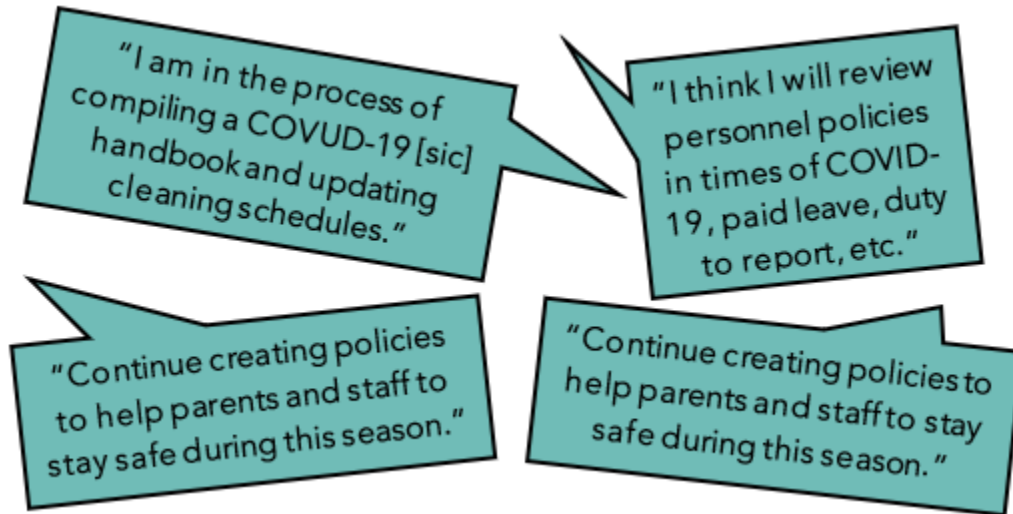 “I am in the process of
compiling a COVUD-19 [sic]
handbook and updating
cleaning schedules.”
“I think I will review
personnel policies
in times of COVID-
19, paid leave, duty
to report, etc.”
“Continue creating policies
to help parents and staff to
stay safe during this season.”
“Continue creating policies to
help parents and staff to stay
safe during this season.”